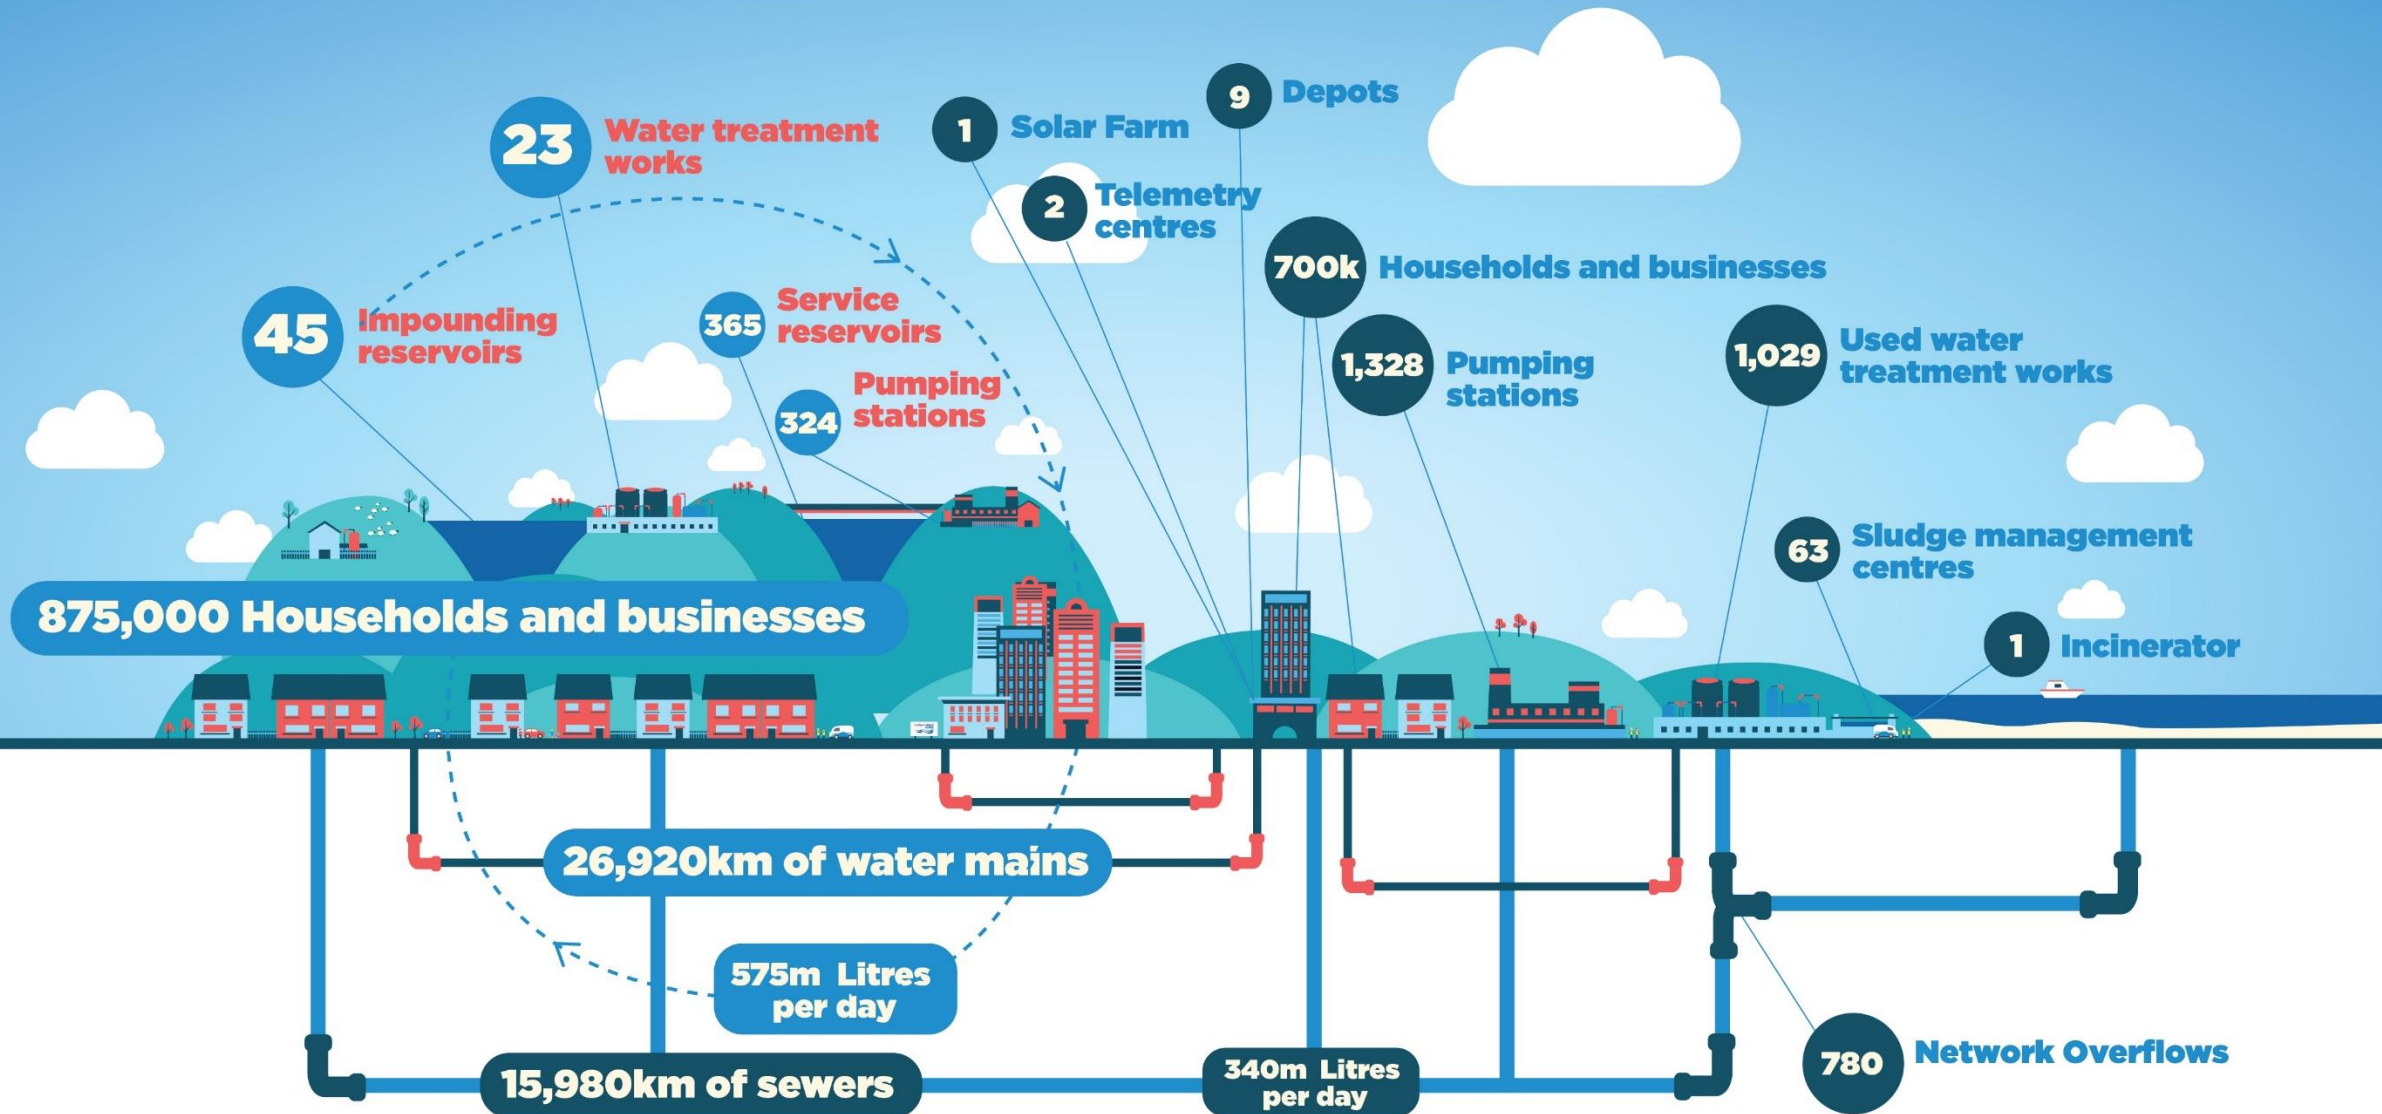 9
Depots
23
Water treatment
works
1
Solar Farm
2
Telemetry
centres
700k
Households and businesses
45
Impounding
reservoirs
365
Service
reservoirs
324
Pumping
stations
1,328
Pumping
stations
1,029
Used water
treatment works
63
Sludge management
centres
1
Incinerator
875,000 Households and businesses
26,920km of water mains
575m Litres
per day
15,980km of sewers
340m Litres
per day
780
Network Overflows